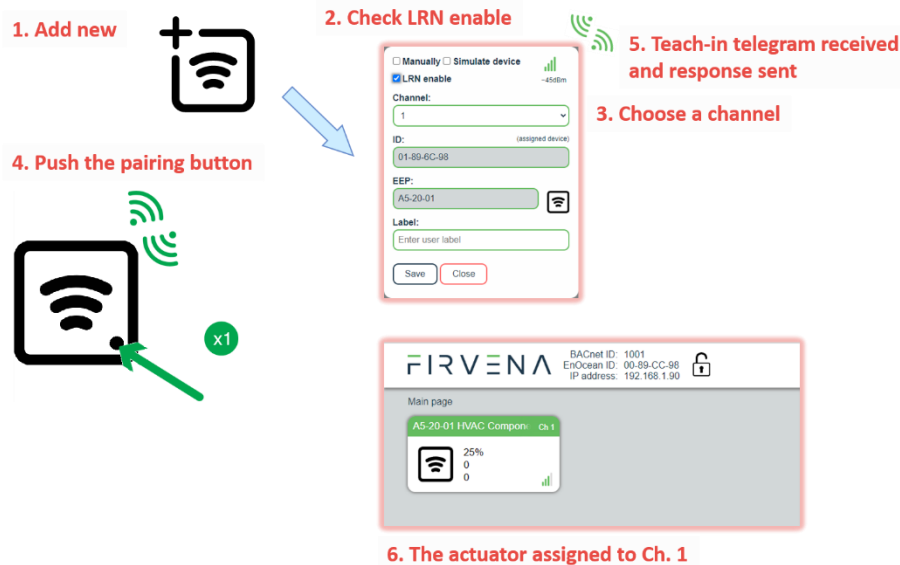 1. Add new
2. Check LRN enable
Manually Simulate device
LRN enable
~45dBm
Channel:
1
ID:
(assigned device)
01-89-6C-98
EEP:
A5-20-01
Label:
Enter user label
Save Close
5. Teach-in telegram received
and response sent
3. Choose a channel
4. Push the pairing button
x1
FIRVENA
BACnet ID: 1001
EnOcean ID: 00-89-CC-98
IP address: 192.168.1.90
Main page
A5-20-01 HVAC Compone Ch 1
25%
0
0
6. The actuator assigned to Ch. 1